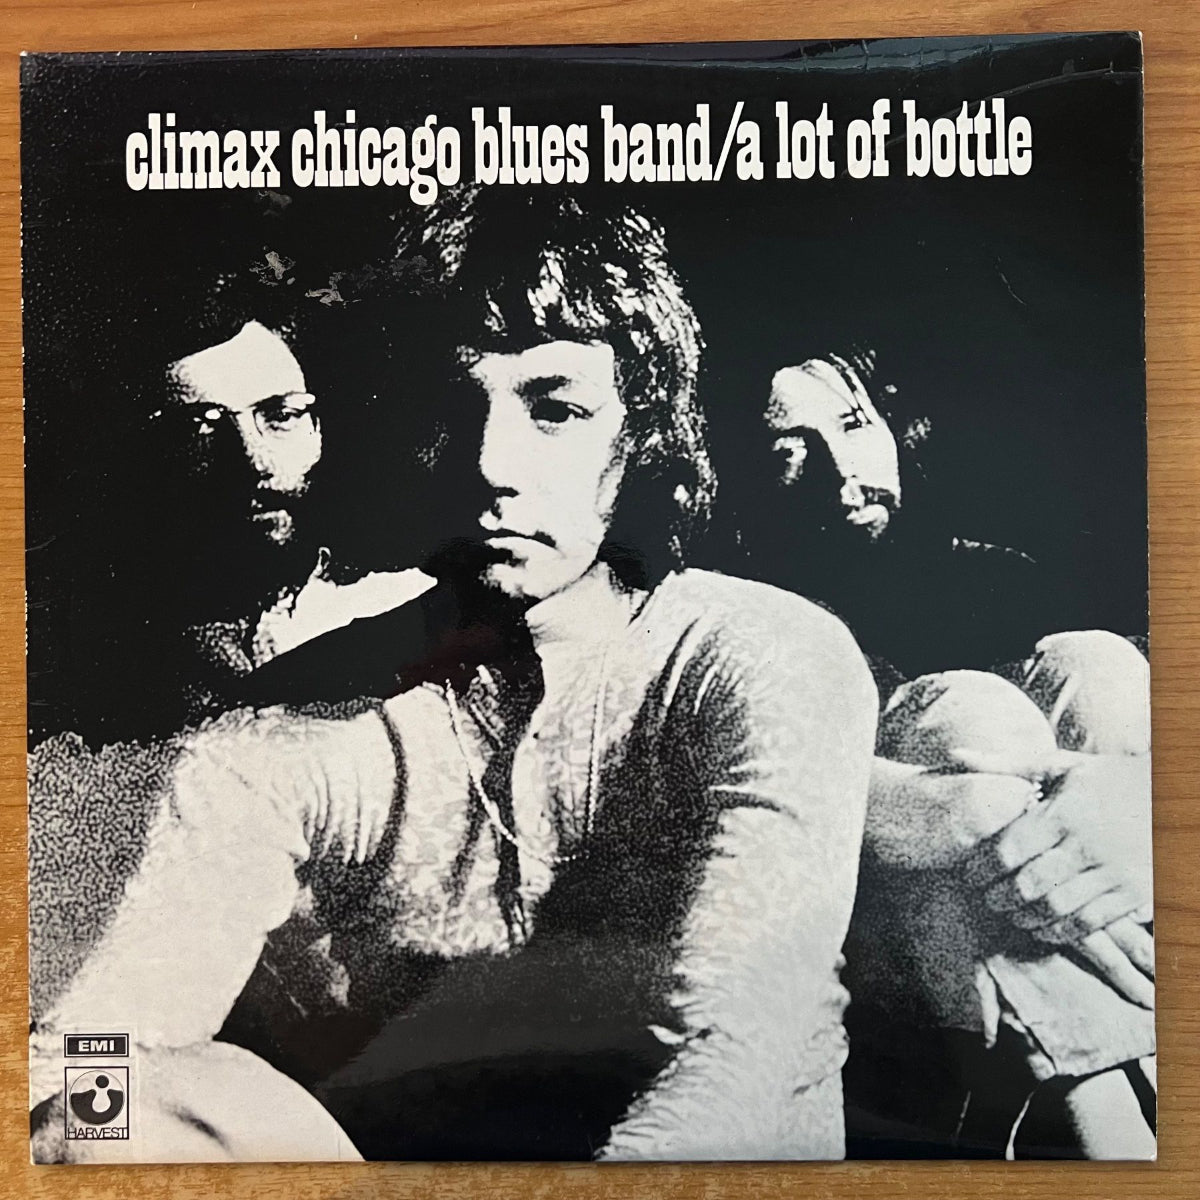 climax chicago blues band/a lot of bottle
EMI
HARVEST